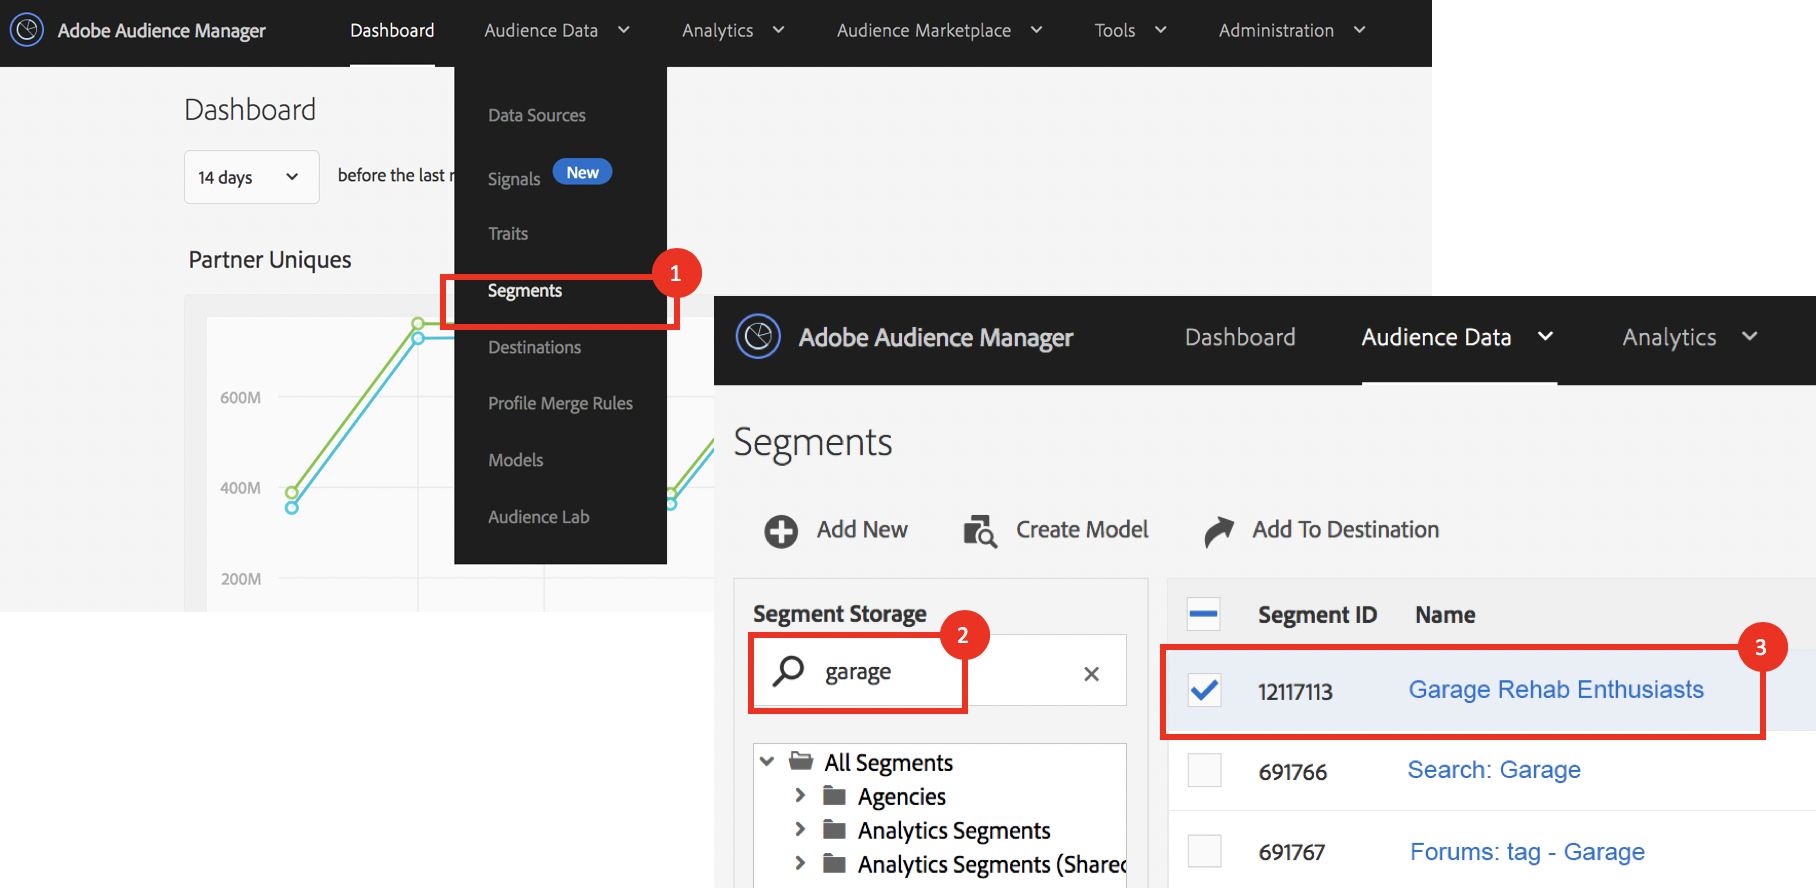 Adobe Audience Manager Dashboard Audience Data Analytics Audience Marketplace Tools Administration
Dashboard
14 days before the last
Partner Uniques
600M
400M
200M
Data Sources
Signals New
Traits
Segments
1
Destinations
Profile Merge Rules
Models
Audience Lab
Adobe Audience Manager Dashboard Audience Data Analytics
Segments
Add New Create Model Add To Destination
Segment Storage
2
garage
All Segments
Agencies
Analytics Segments
Analytics Segments (Shared
Segment ID Name
3
12117113 Garage Rehab Enthusiasts
691766 Search: Garage
691767 Forums: tag - Garage